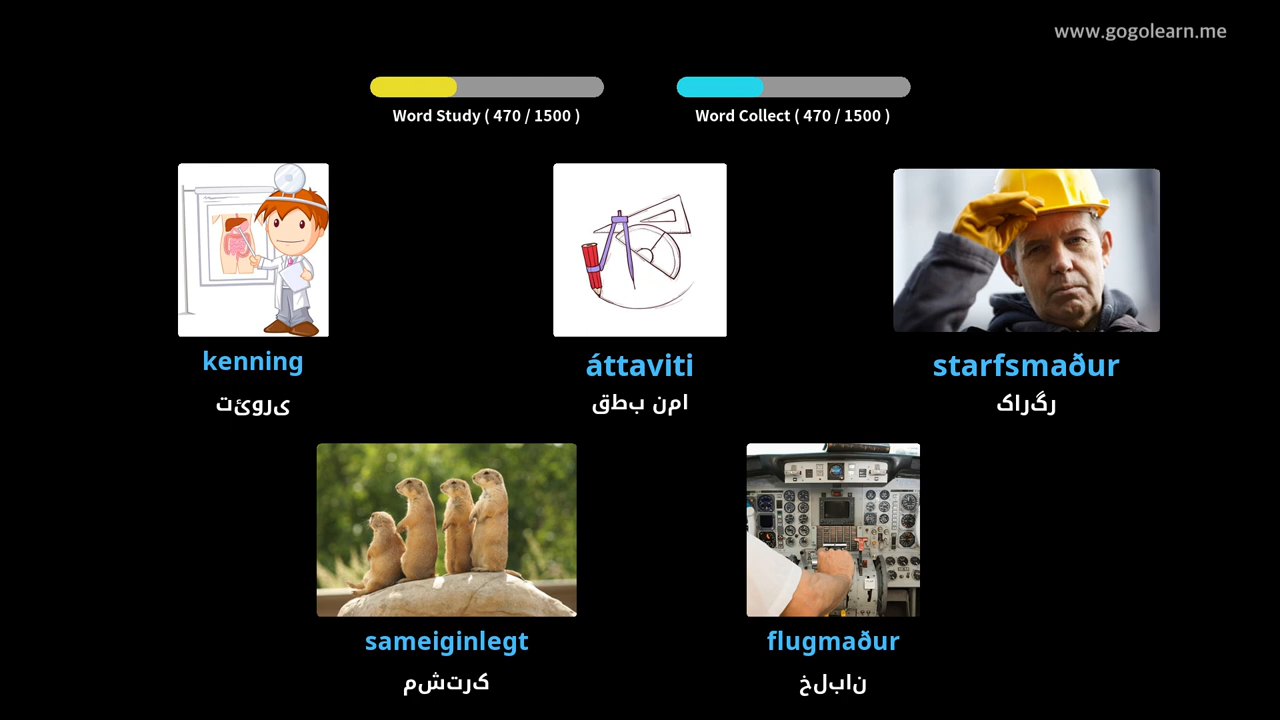 www.gogolearn.me
Word Study ( 470 / 1500 )
Word Collect ( 470 / 1500 )
kenning
تئوری
áttaviti
قطب نما
starfsmaður
کارگر
sameiginlegt
مشترک
flugmaður
خلبان